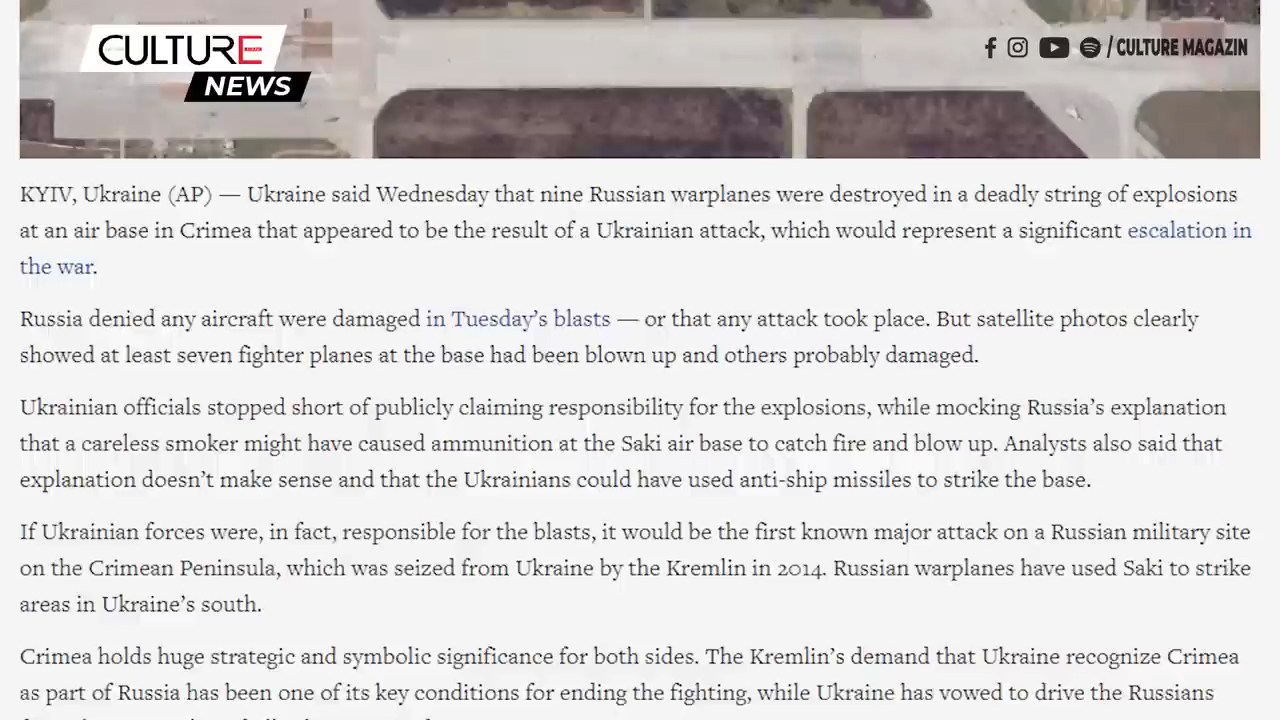 CULTURE
NEWS
/ CULTURE MAGAZIN
KYIV, Ukraine (AP) — Ukraine said Wednesday that nine Russian warplanes were destroyed in a deadly string of explosions
at an air base in Crimea that appeared to be the result of a Ukrainian attack, which would represent a significant escalation in
the war.
Russia denied any aircraft were damaged in Tuesday’s blasts — or that any attack took place. But satellite photos clearly
showed at least seven fighter planes at the base had been blown up and others probably damaged.
Ukrainian officials stopped short of publicly claiming responsibility for the explosions, while mocking Russia’s explanation
that a careless smoker might have caused ammunition at the Saki air base to catch fire and blow up. Analysts also said that
explanation doesn’t make sense and that the Ukrainians could have used anti-ship missiles to strike the base.
If Ukrainian forces were, in fact, responsible for the blasts, it would be the first known major attack on a Russian military site
on the Crimean Peninsula, which was seized from Ukraine by the Kremlin in 2014. Russian warplanes have used Saki to strike
areas in Ukraine’s south.
Crimea holds huge strategic and symbolic significance for both sides. The Kremlin’s demand that Ukraine recognize Crimea
as part of Russia has been one of its key conditions for ending the fighting, while Ukraine has vowed to drive the Russians